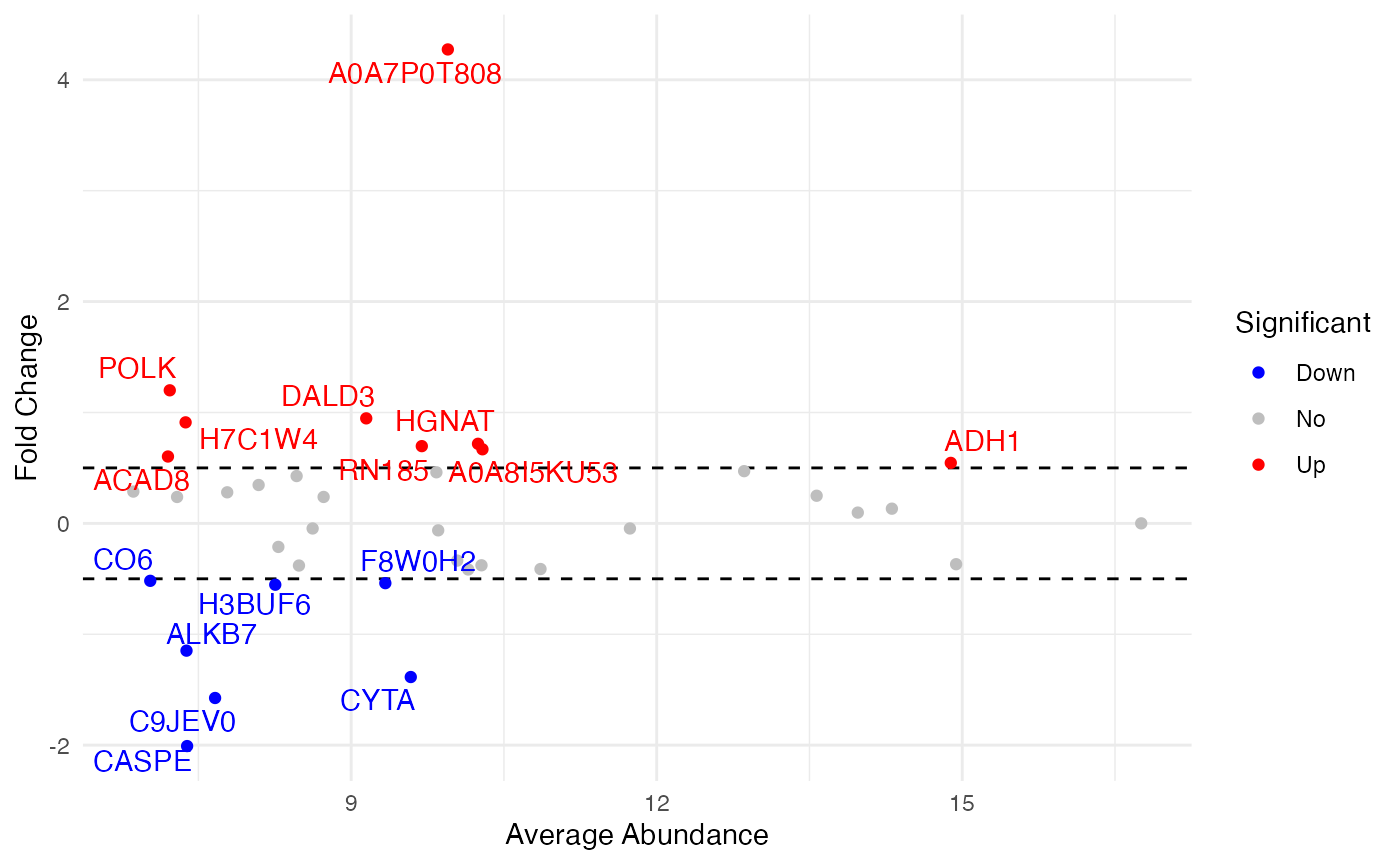 A0A7P0T808
4
2
POLK
DALD3
HGNAT
H7C1W4
ADH1
RN185
A0A8I5KU53
ACAD8
0
CO6
F8W0H2
H3BUF6
ALKB7
CYTA
C9JEV0
CASPE
-2
9
12
15
Average Abundance
Fold Change
Significant
Down
No
Up